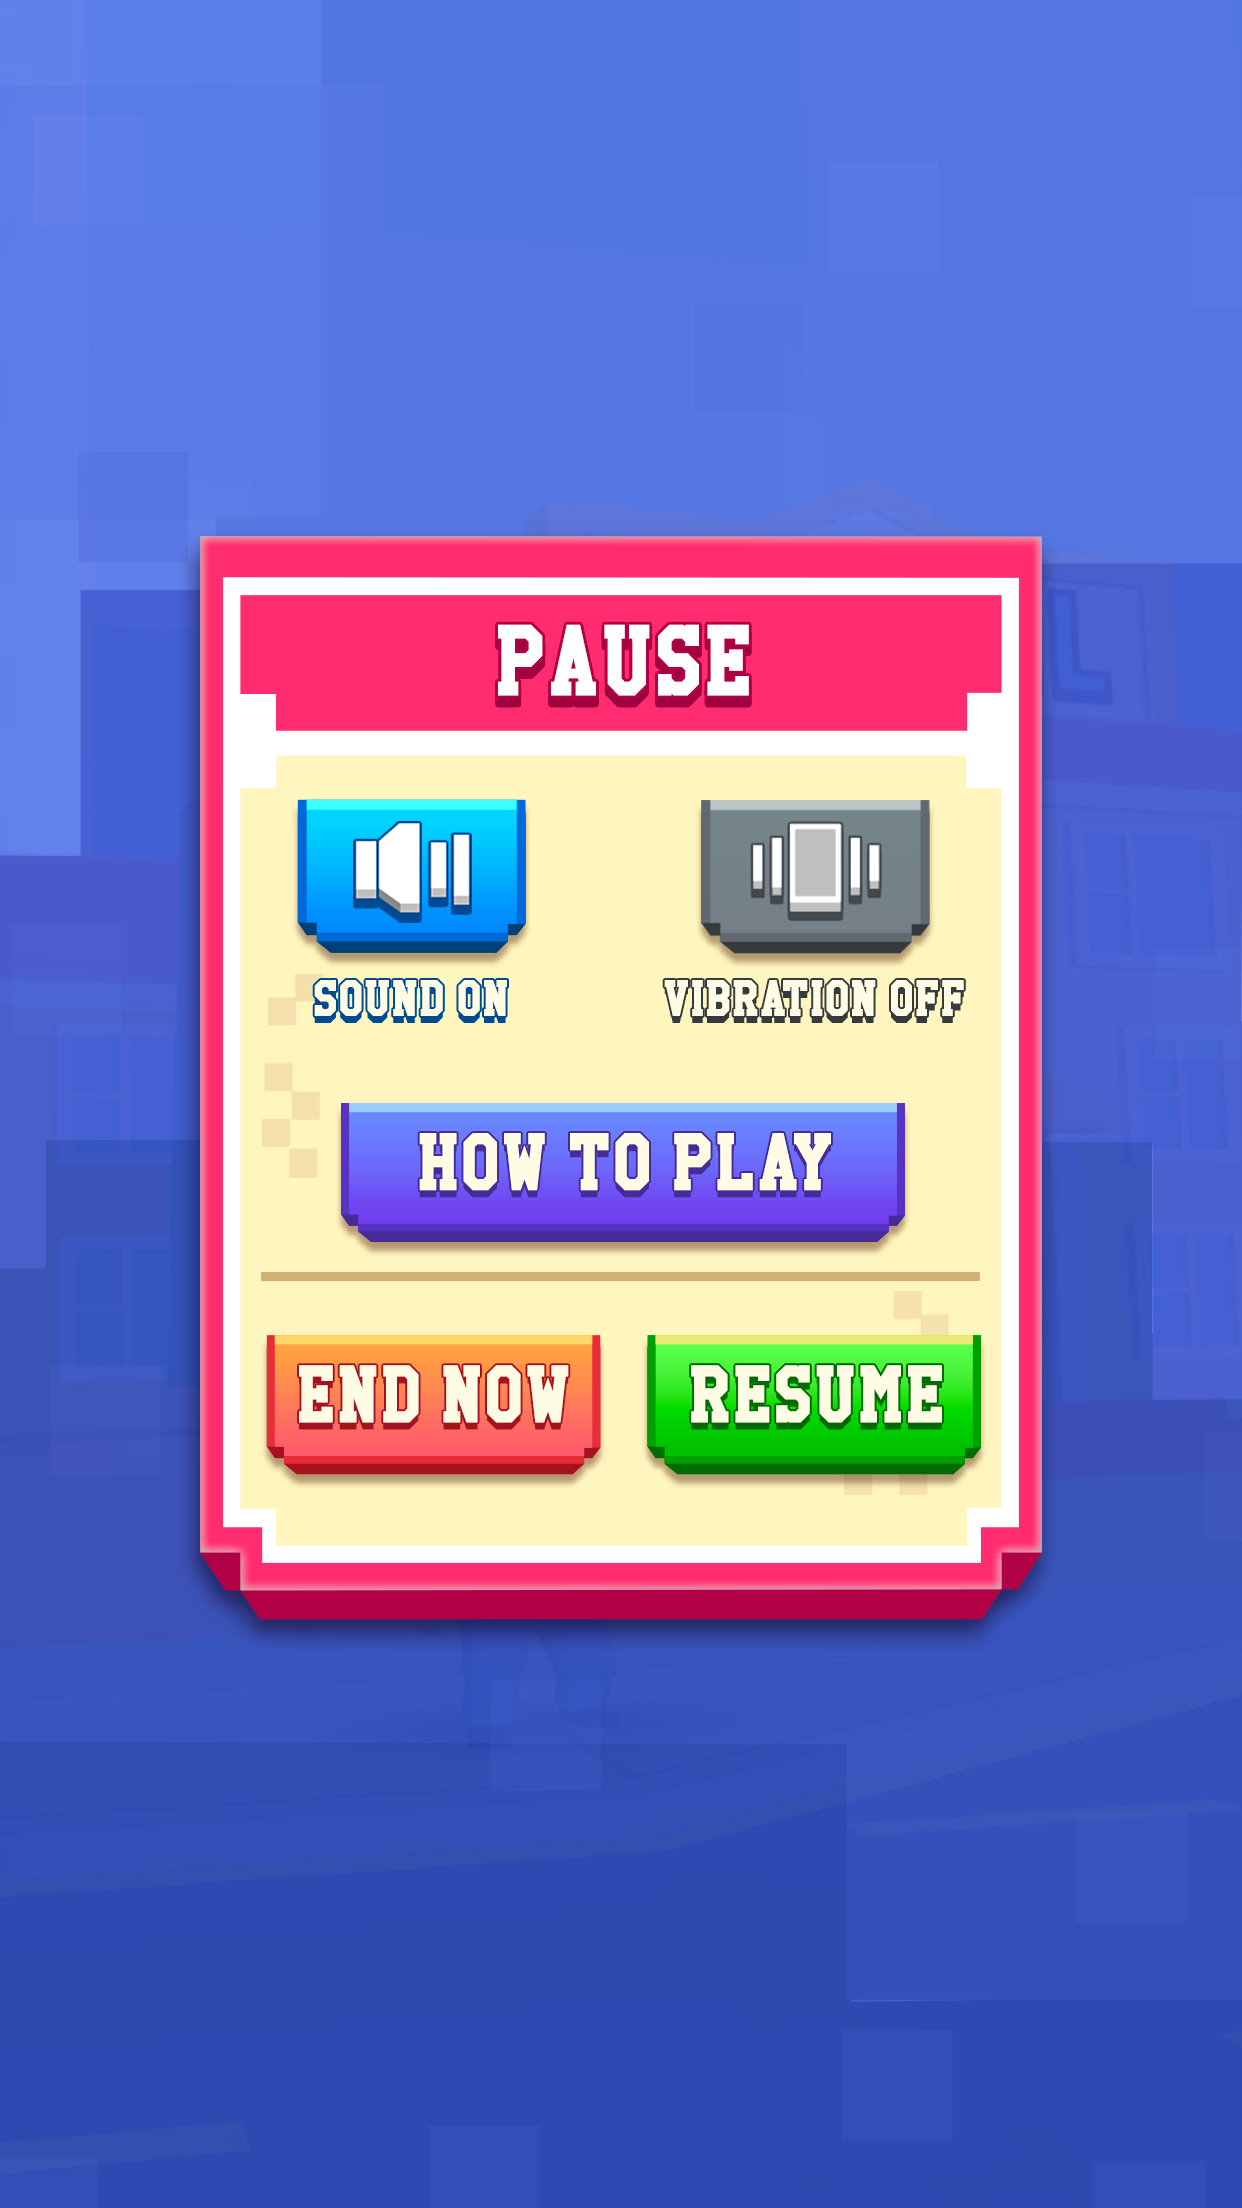 PAUSE
SOUND ON
VIBRATION OFF
HOW TO PLAY
END NOW
RESUME
L